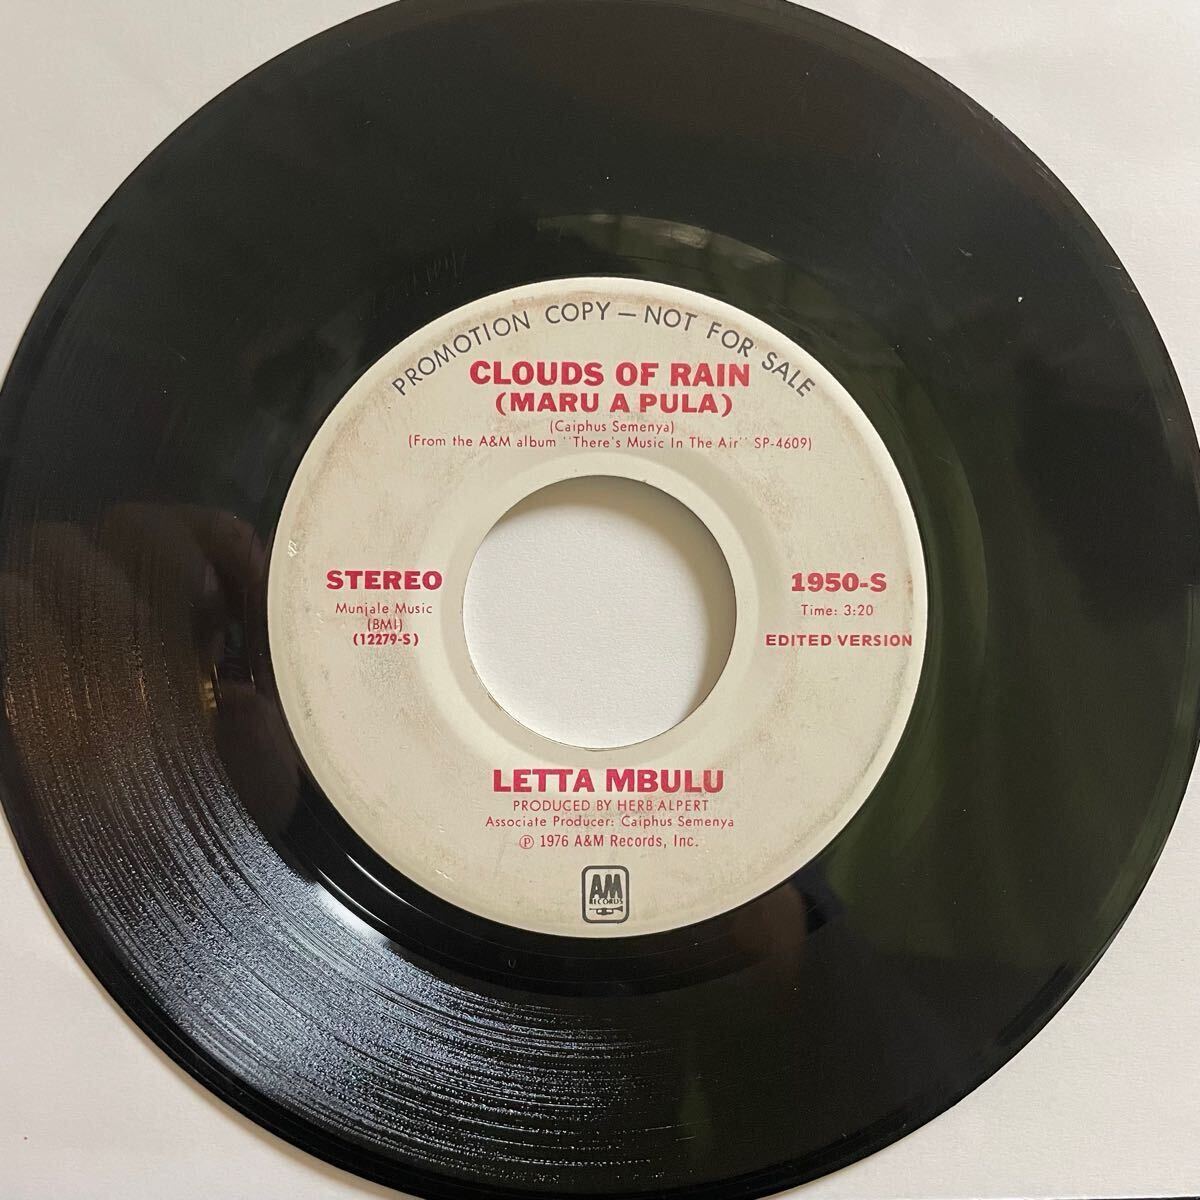 PROMOTION COPY — NOT FOR SALE
CLOUDS OF RAIN
(MARU A PULA)
(Caiphus Semenya)
(From the A&M album "There's Music In The Air" SP-4609)
STEREO
Munjale Music
(BMI)
(12279-S)
1950-S
Time: 3:20
EDITED VERSION
LETTA MBULU
PRODUCED BY HERB ALPERT
Associate Producer: Caiphus Semenya
℗ 1976 A&M Records, Inc.
AM
RECORDS